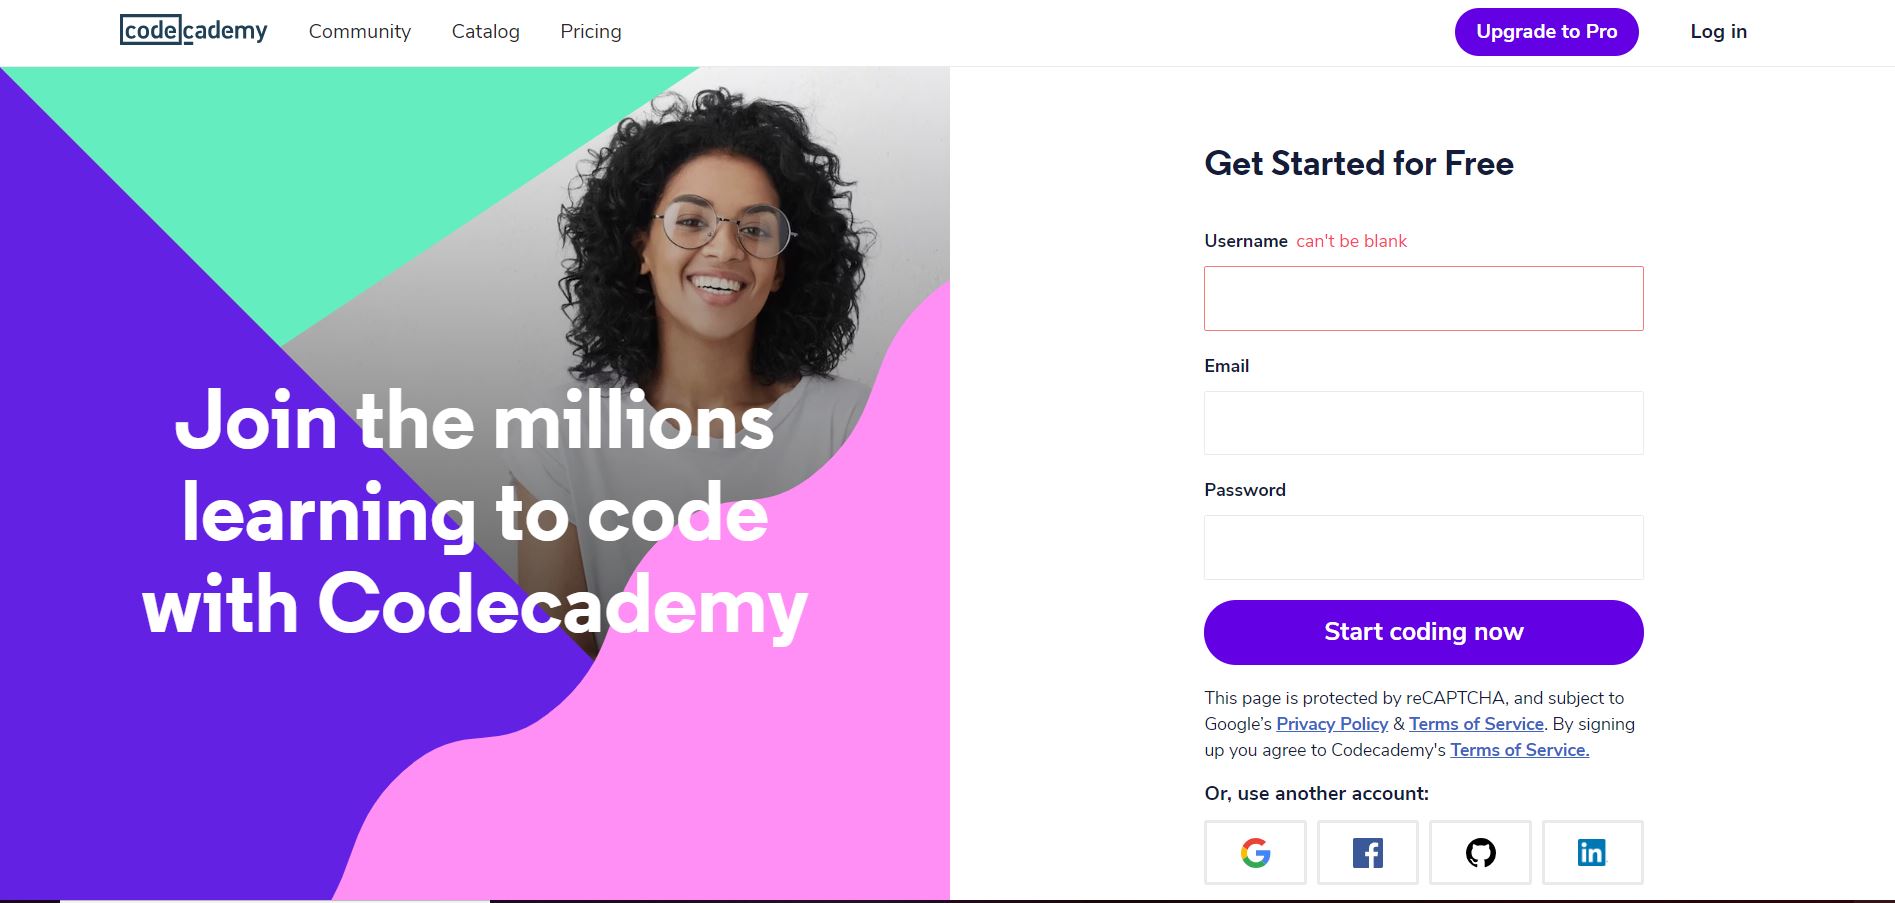 codecademy
Community
Catalog
Pricing
Upgrade to Pro
Log in
Join the millions
learning to code
with Codecademy
Get Started for Free
Username can't be blank
Email
Password
Start coding now
This page is protected by reCAPTCHA, and subject to
Google’s Privacy Policy & Terms of Service. By signing
up you agree to Codecademy's Terms of Service.
Or, use another account:
G
f
in